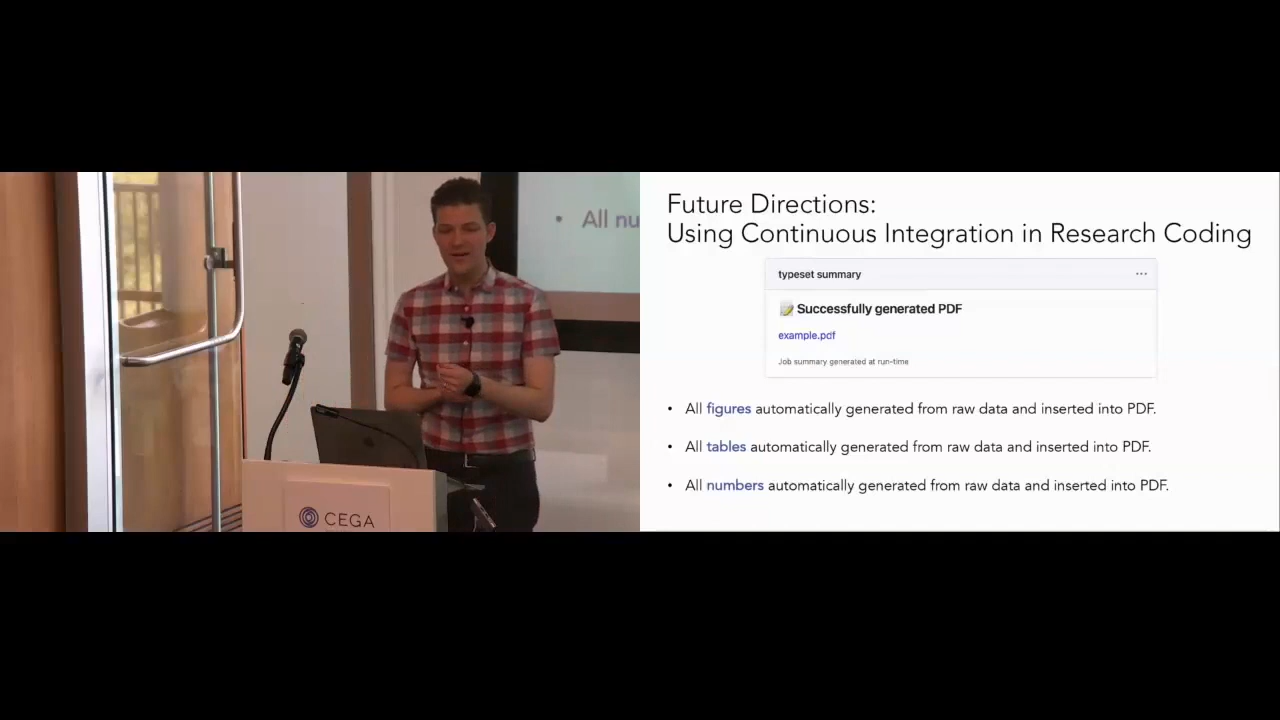 • All nu
CEGA
Future Directions:
Using Continuous Integration in Research Coding
typeset summary
📝 Successfully generated PDF
example.pdf
Job summary generated at run-time
• All figures automatically generated from raw data and inserted into PDF.
• All tables automatically generated from raw data and inserted into PDF.
• All numbers automatically generated from raw data and inserted into PDF.